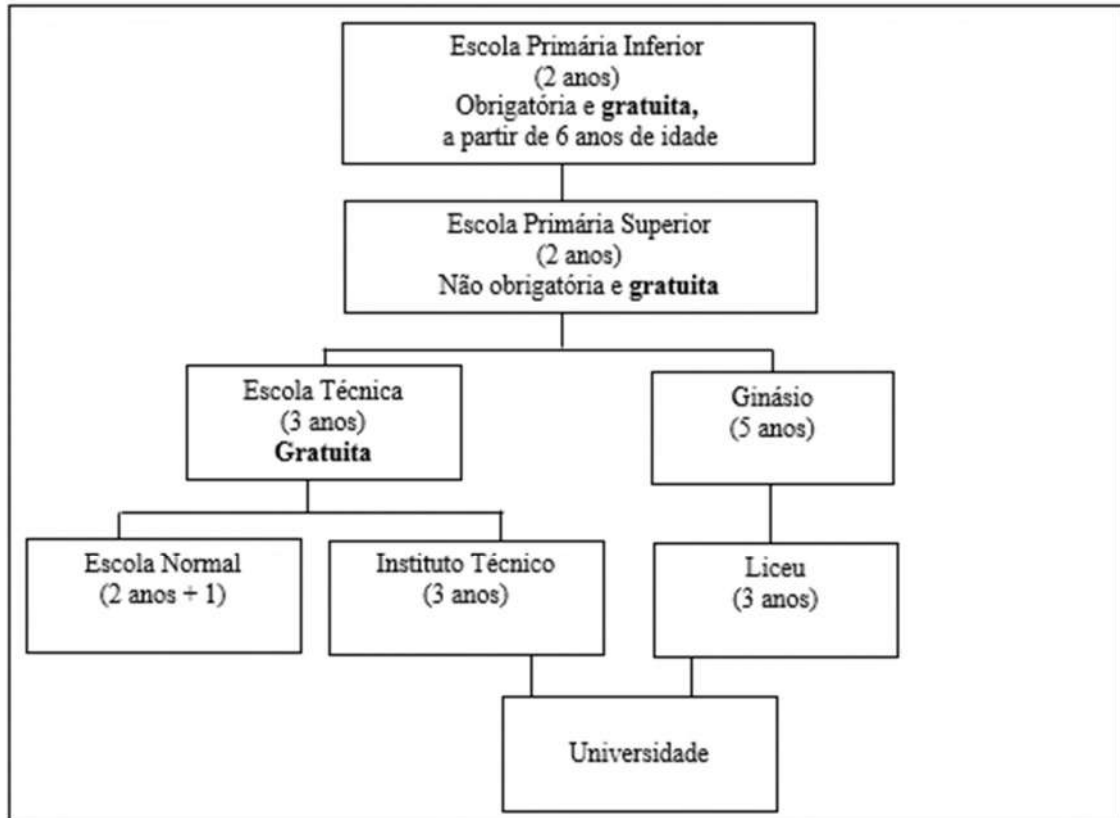 Escola Primária Inferior
(2 anos)
Obrigatória e gratuita,
a partir de 6 anos de idade
Escola Primária Superior
(2 anos)
Não obrigatória e gratuita
Escola Técnica
(3 anos)
Gratuita
Ginásio
(5 anos)
Escola Normal
(2 anos + 1)
Instituto Técnico
(3 anos)
Liceu
(3 anos)
Universidade